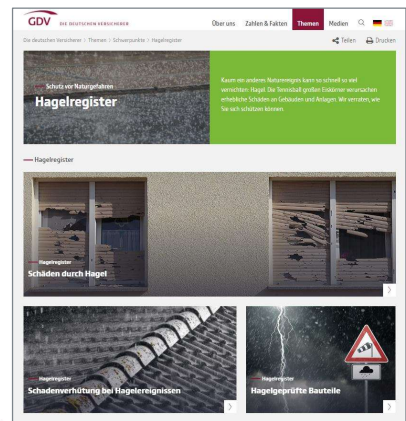 GDV DIE DEUTSCHEN VERSICHERER
Über uns Zahlen & Fakten Themen Medien
Die deutschen Versicherer / Themen / Schwerpunkte / Hagelregister
Teilen Drucken
Schutz vor Naturgefahren
Hagelregister
Kaum ein anderes Naturereignis kann so schnell so viel
vernichten: Hagel. Die Tennisball großen Eiskörner verursachen
erhebliche Schäden an Gebäuden und Anlagen. Wir verraten, wie
Sie sich schützen können.
Hagelregister
Hagelregister
Schäden durch Hagel
Hagelregister
Schadenverhütung bei Hagelereignissen
Hagelregister
Hagelgeprüfte Bauteile